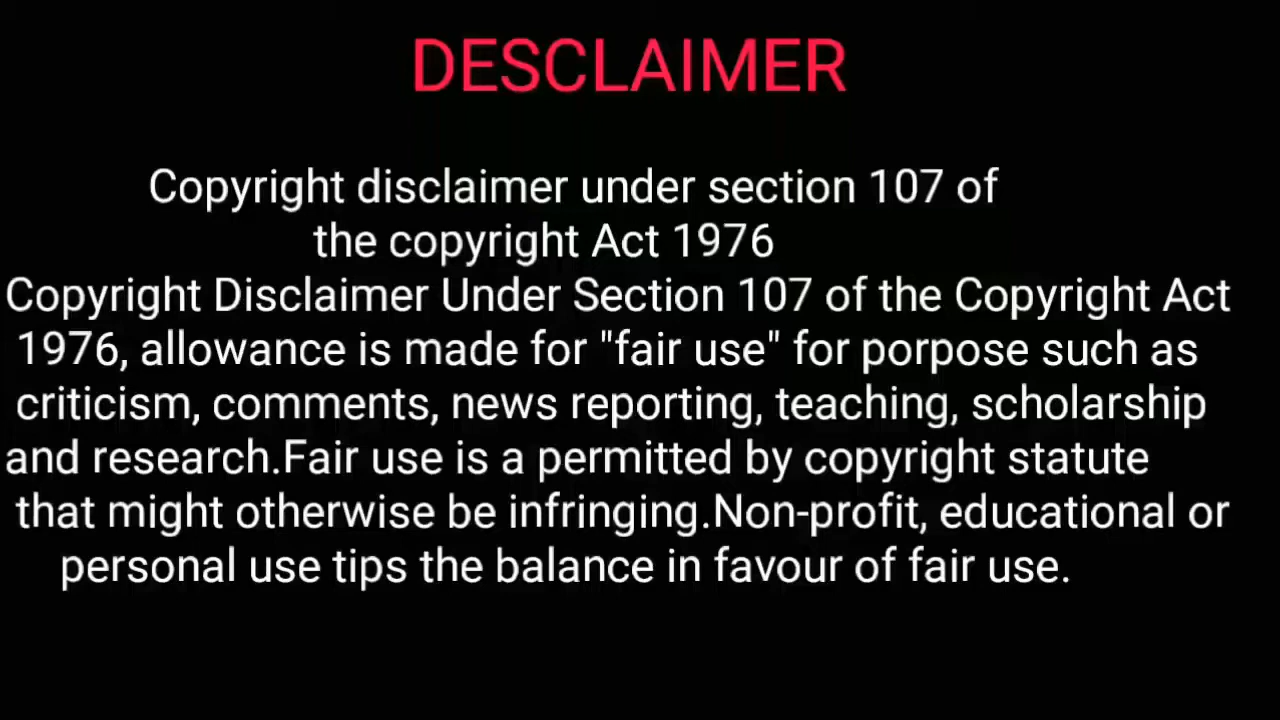 DESCLAIMER
Copyright disclaimer under section 107 of
the copyright Act 1976
Copyright Disclaimer Under Section 107 of the Copyright Act
1976, allowance is made for "fair use" for porpose such as
criticism, comments, news reporting, teaching, scholarship
and research.Fair use is a permitted by copyright statute
that might otherwise be infringing.Non-profit, educational or
personal use tips the balance in favour of fair use.